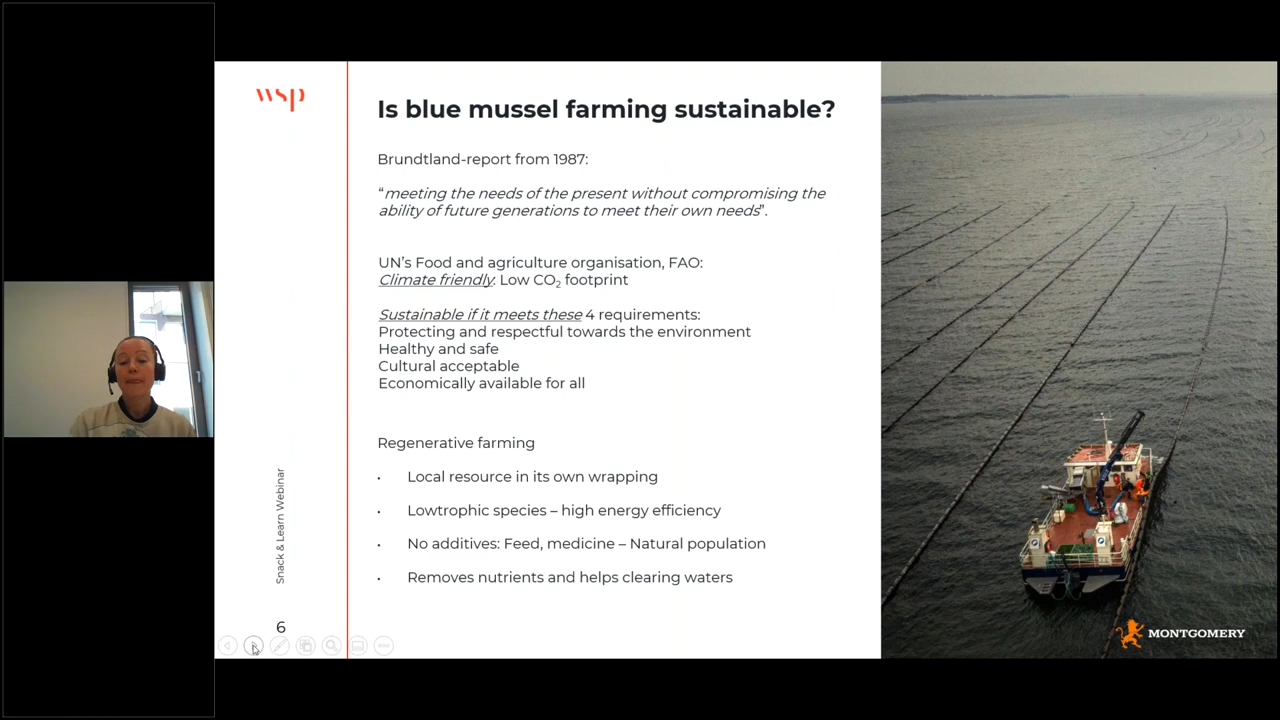 wsp
Is blue mussel farming sustainable?
Brundtland-report from 1987:
“meeting the needs of the present without compromising the
ability of future generations to meet their own needs”.
UN’s Food and agriculture organisation, FAO:
Climate friendly: Low CO₂ footprint
Sustainable if it meets these 4 requirements:
Protecting and respectful towards the environment
Healthy and safe
Cultural acceptable
Economically available for all
Regenerative farming
• Local resource in its own wrapping
• Lowtrophic species – high energy efficiency
• No additives: Feed, medicine – Natural population
• Removes nutrients and helps clearing waters
Snack & Learn Webinar
6
MONTGOMERY